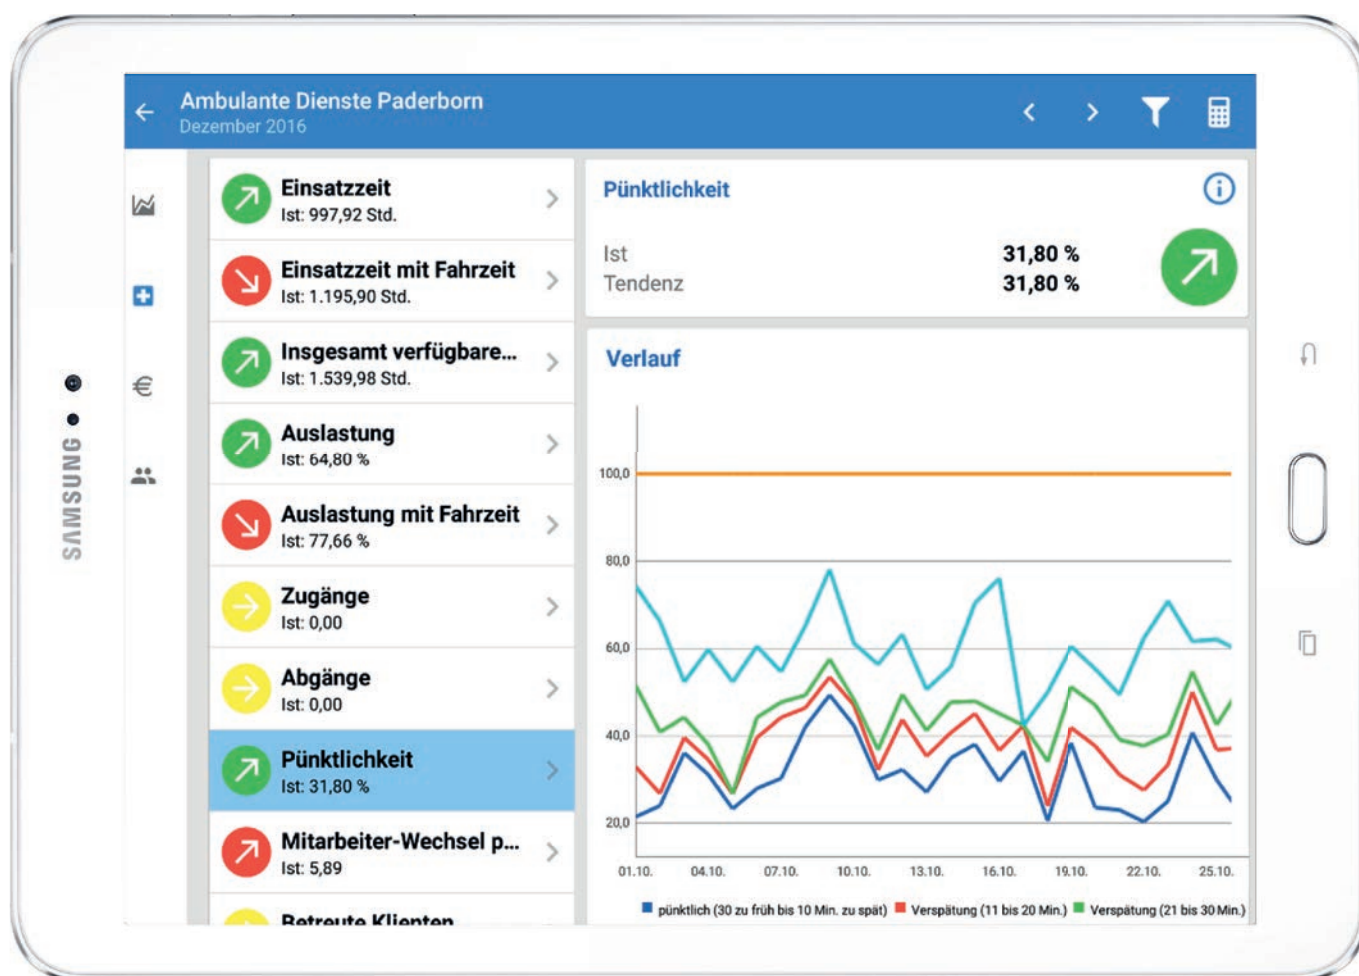 Ambulante Dienste Paderborn
Dezember 2016
SAMSUNG
€
Einsatzzeit
Ist: 997,92 Std.
Einsatzzeit mit Fahrzeit
Ist: 1.195,90 Std.
Insgesamt verfügbare...
Ist: 1.539,98 Std.
Auslastung
Ist: 64,80 %
Auslastung mit Fahrzeit
Ist: 77,66 %
Zugänge
Ist: 0,00
Abgänge
Ist: 0,00
Pünktlichkeit
Ist: 31,80 %
Mitarbeiter-Wechsel p...
Ist: 5,89
Betreute Klienten
Pünktlichkeit
Ist 31,80 %
Tendenz 31,80 %
Verlauf
100,0
80,0
60,0
40,0
20,0
01.10. 04.10. 07.10. 10.10. 13.10. 16.10. 19.10. 22.10. 25.10.
pünktlich (30 zu früh bis 10 Min. zu spät) Verspätung (11 bis 20 Min.) Verspätung (21 bis 30 Min.)